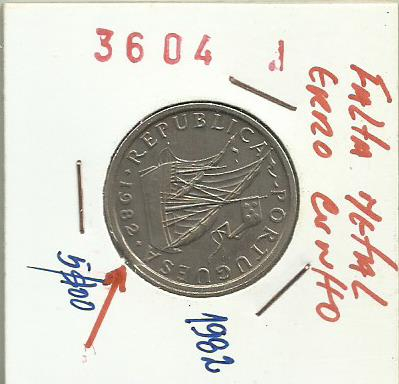 3604 1
FALTA METAL
ERRO CUNHO
REPUBLICA PORTUGUESA · 1982 ·
5$00
1982